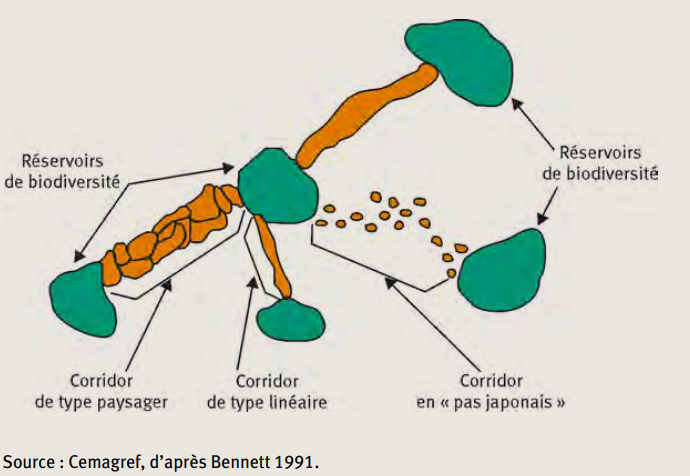 Réservoirs
de biodiversité
Réservoirs
de biodiversité
Corridor
de type paysager
Corridor
de type linéaire
Corridor
en « pas japonais »
Source : Cemagref, d'après Bennett 1991.